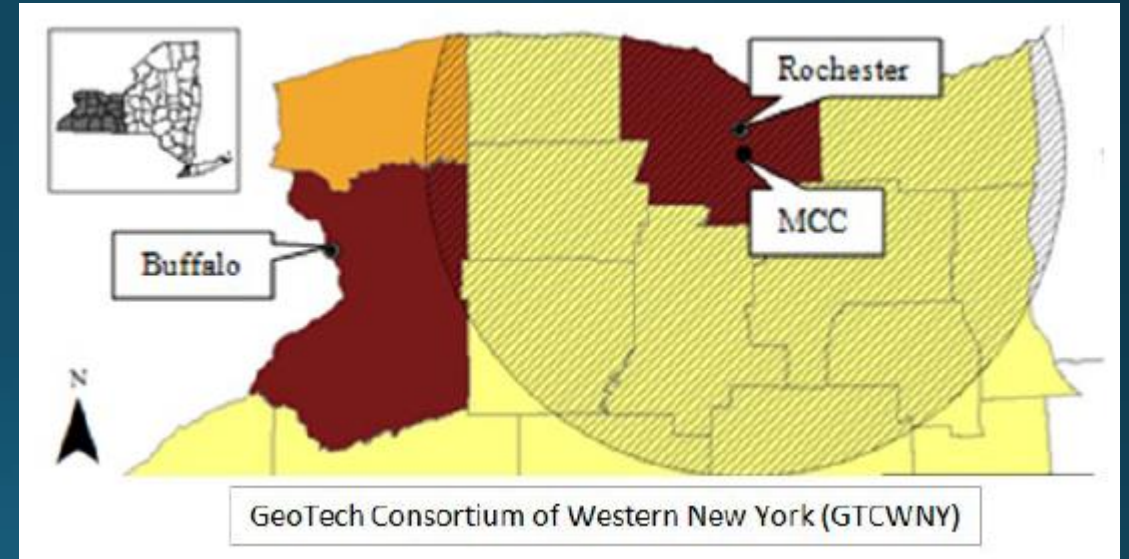 Rochester
MCC
Buffalo
N
GeoTech Consortium of Western New York (GTCWNY)